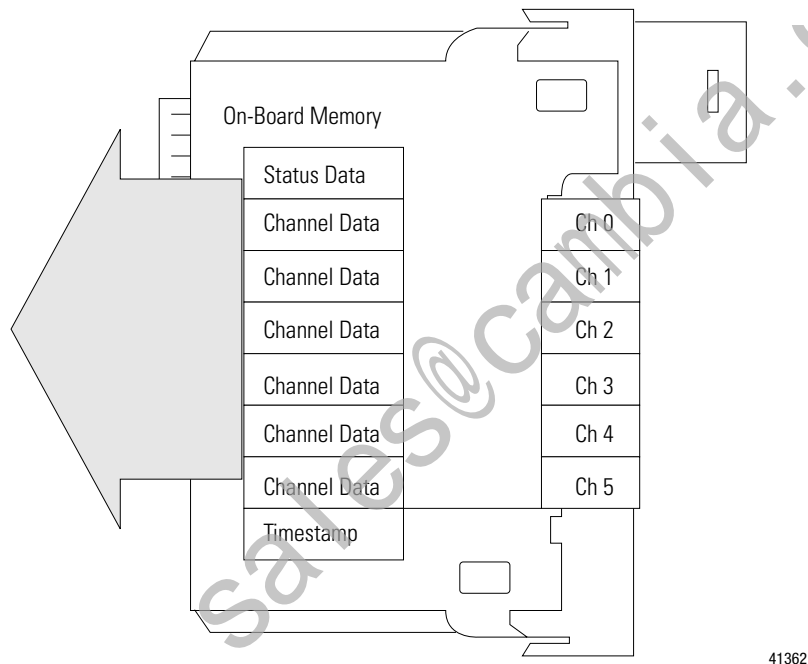 On-Board Memory
Status Data
Channel Data Ch 0
Channel Data Ch 1
Channel Data Ch 2
Channel Data Ch 3
Channel Data Ch 4
Channel Data Ch 5
Timestamp
41362
sales@cambia.